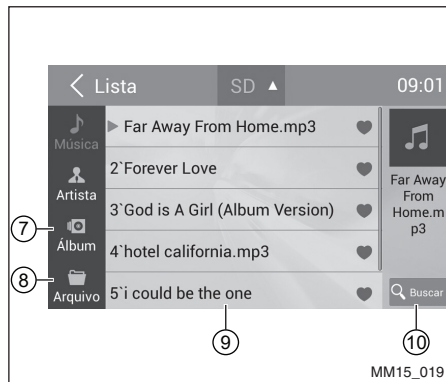 Lista SD ▲ 09:01
Música
Artista
Álbum
Arquivo
Far Away From Home.mp3
2`Forever Love
3`God is A Girl (Album Version)
4`hotel california.mp3
5`i could be the one
Far Away
From
Home.m
p3
Buscar
7
8
9
10
MM15_019